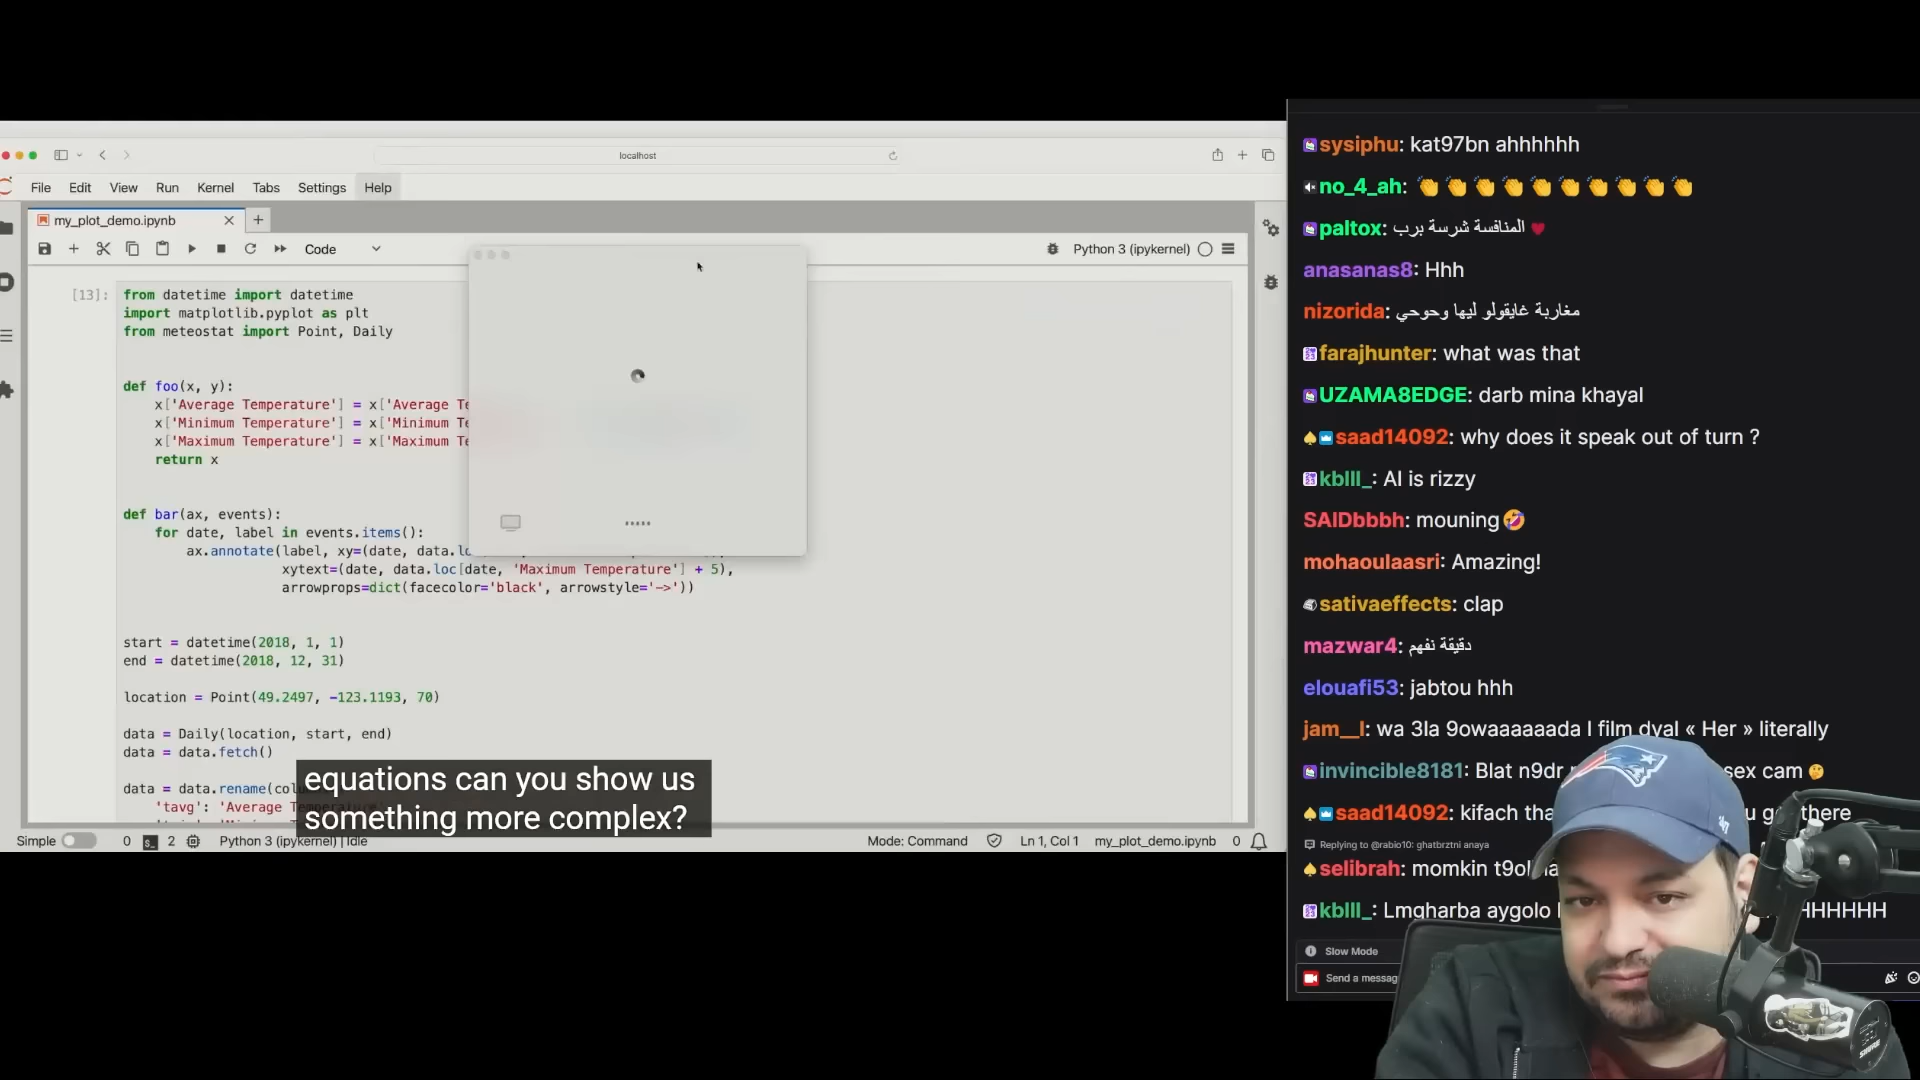 localhost
File Edit View Run Kernel Tabs Settings Help
my_plot_demo.ipynb
Code
Python 3 (ipykernel)
[13]:
from datetime import datetime
import matplotlib.pyplot as plt
from meteostat import Point, Daily
def foo(x, y):
x['Average Temperature'] = x['Average Te
x['Minimum Temperature'] = x['Minimum T
x['Maximum Temperature'] = x['Maximum T
return x
def bar(ax, events):
for date, label in events.items():
ax.annotate(label, xy=(date, data.lo
xytext=(date, data.loc[date, 'Maximum Temperature'] + 5),
arrowprops=dict(facecolor='black', arrowstyle='->'))
start = datetime(2018, 1, 1)
end = datetime(2018, 12, 31)
location = Point(49.2497, -123.1193, 70)
data = Daily(location, start, end)
data = data.fetch()
data = data.rename(colu
'tavg': 'Average Temperature'
equations can you show us
something more complex?
Simple 0 2 Python 3 (ipykernel) | Idle Mode: Command Ln 1, Col 1 my_plot_demo.ipynb 0
sysiphu: kat97bn ahhhhhh
no_4_ah: 👏👏👏👏👏👏👏👏👏👏
paltox: المنافسة شرسة برب ♥
anasanas8: Hhh
nizorida: مغاربة غايقولو ليها وحوحي
farajhunter: what was that
UZAMA8EDGE: darb mina khayal
saad14092: why does it speak out of turn ?
kblll_: AI is rizzy
SAIDbbbh: mouning🤣
mohaoulaasri: Amazing!
sativaeffects: clap
mazwar4: دقيقة نفهم
elouafi53: jabtou hhh
jam__l: wa 3la 9owaaaaaada l film dyal « Her » literally
invincible8181: Blat n9dr sex cam 🤔
saad14092: kifach tha there
Replying to @rabio10: ghatbrztni anaya
selibrah: momkin t9ol
kblll_: Lmgharba aygolo HHHHHH
Slow Mode
Send a messag
SHURE